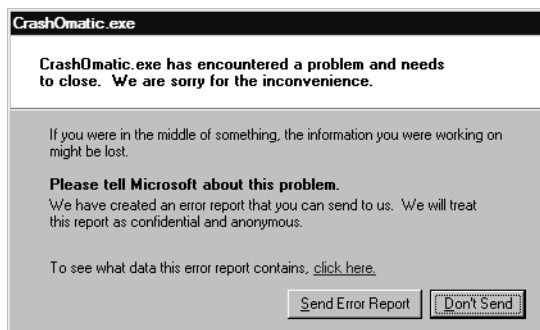 CrashOmatic.exe
CrashOmatic.exe has encountered a problem and needs
to close.  We are sorry for the inconvenience.
If you were in the middle of something, the information you were working on
might be lost.
Please tell Microsoft about this problem.
We have created an error report that you can send to us.  We will treat
this report as confidential and anonymous.
To see what data this error report contains, click here.
Send Error Report
Don't Send